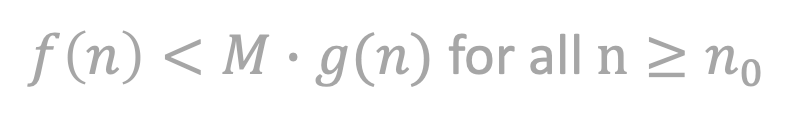 f(n) < M · g(n) for all n ≥ n₀